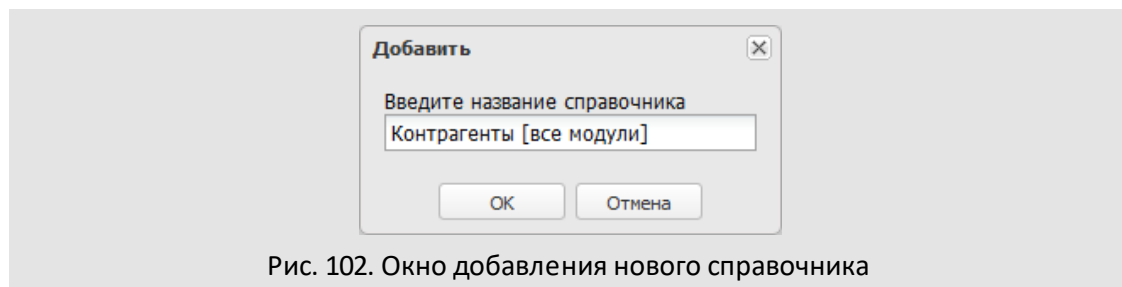 Добавить
Введите название справочника
Контрагенты [все модули]
OK Отмена
Рис. 102. Окно добавления нового справочника